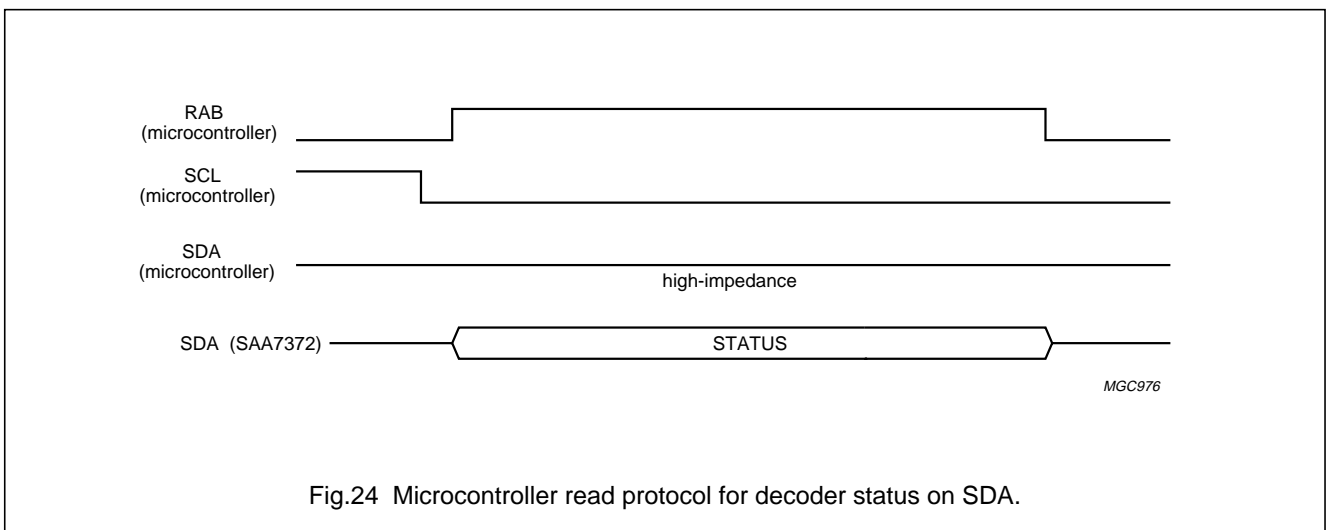 RAB
(microcontroller)
SCL
(microcontroller)
SDA
(microcontroller)
high-impedance
SDA (SAA7372)
STATUS
MGC976
Fig.24 Microcontroller read protocol for decoder status on SDA.